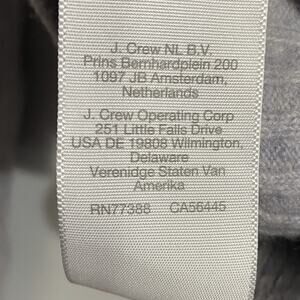 J. Crew NL B.V.
Prins Bernhardplein 200
1097 JB Amsterdam,
Netherlands
J. Crew Operating Corp
251 Little Falls Drive
USA DE 19808 Wilmington,
Delaware
Verenidge Staten Van
Amerika
RN77388 CA56445